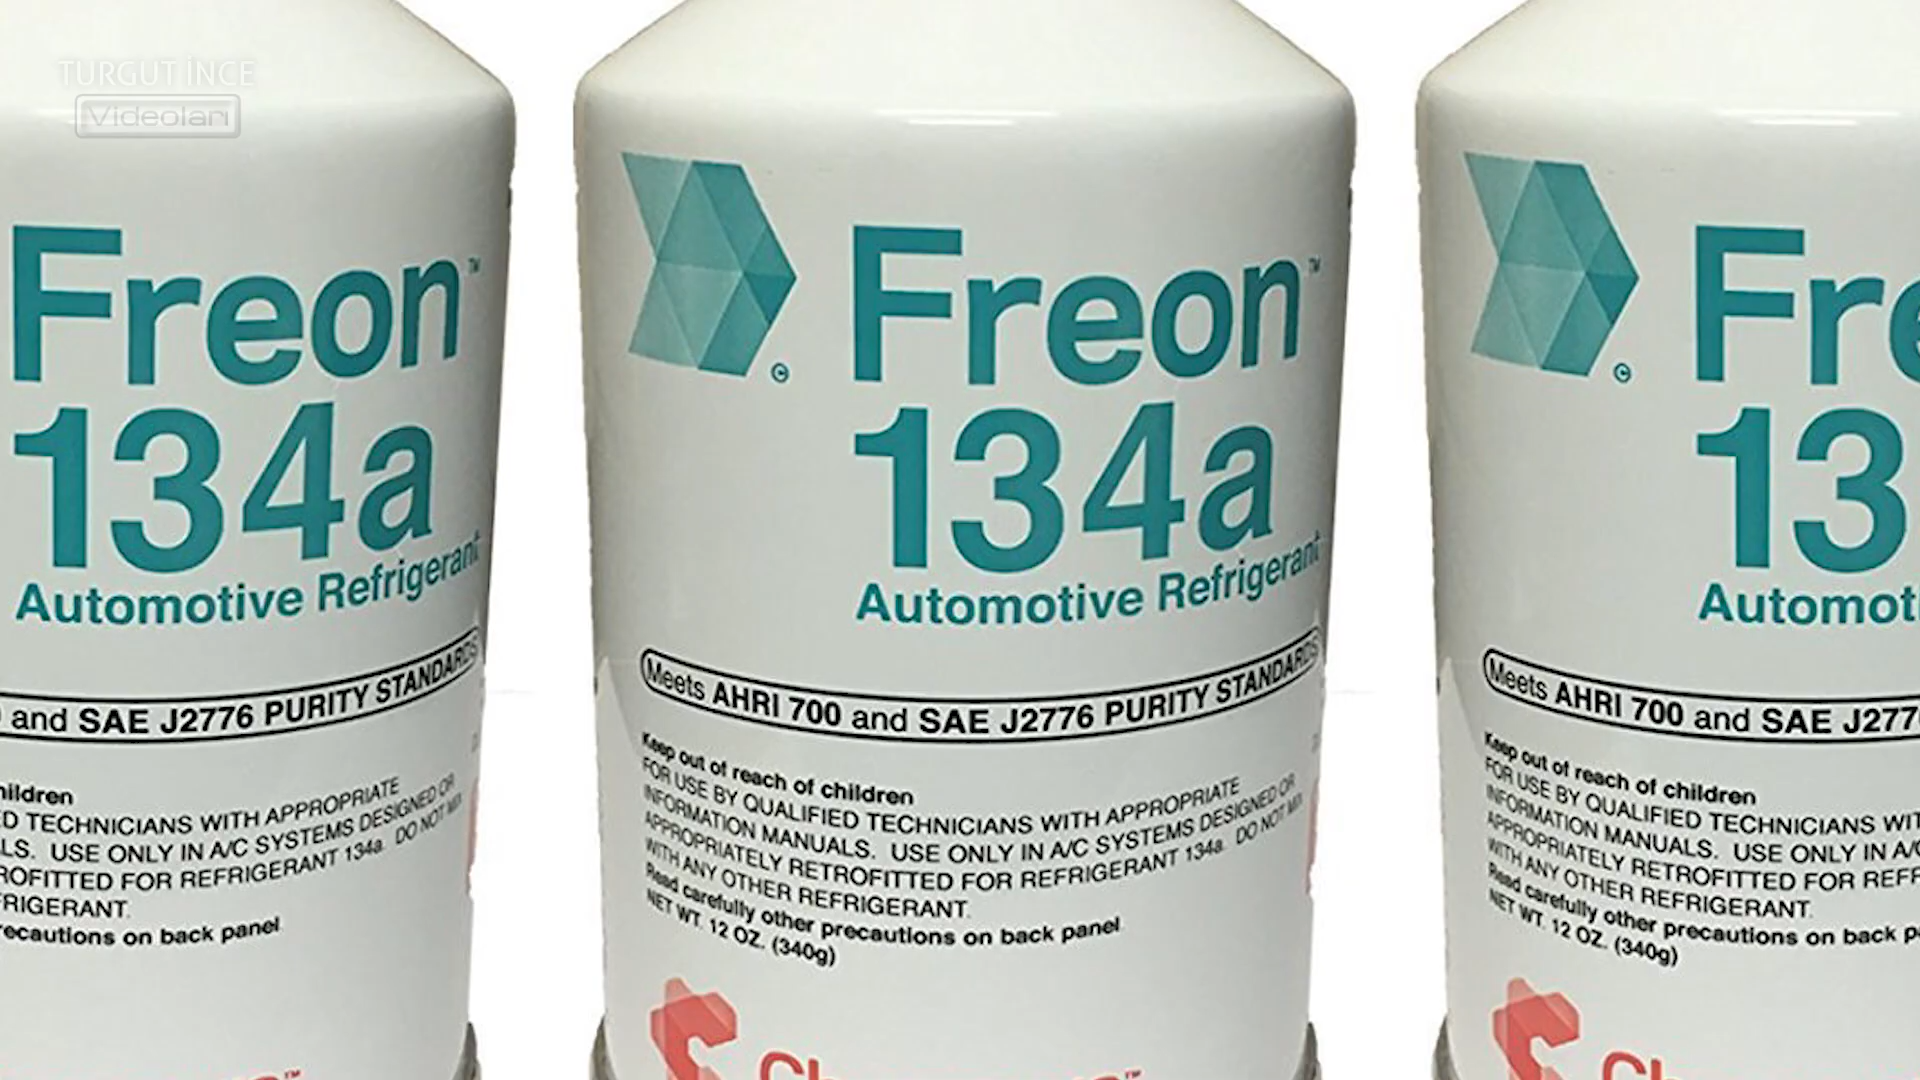 TURGUT İNCE
Videoları
Freon™
134a
Automotive Refrigerant
and SAE J2776 PURITY STANDARDS
ED TECHNICIANS WITH APPROPRIATE
USE ONLY IN A/C SYSTEMS DESIGNED OR
FOR REFRIGERANT 134a. DO NOT MIX
on back panel
Freon™
134a
Automotive Refrigerant
Meets AHRI 700 and SAE J2776 PURITY STANDARDS
Keep out of reach of children
FOR USE BY QUALIFIED TECHNICIANS WITH APPROPRIATE
INFORMATION MANUALS. USE ONLY IN A/C SYSTEMS DESIGNED OR
APPROPRIATELY RETROFITTED FOR REFRIGERANT 134a. DO NOT MIX
WITH ANY OTHER REFRIGERANT.
Read carefully other precautions on back panel
NET WT. 12 OZ. (340g)
Fre
13
Automot
Meets AHRI 700 and SAE J277
Keep out of reach of children
FOR USE BY QUALIFIED TECHNICIANS WIT
INFORMATION MANUALS. USE ONLY IN A/C
APPROPRIATELY RETROFITTED FOR REFR
WITH ANY OTHER REFRIGERANT.
Read carefully other precautions on back pa
NET WT. 12 OZ. (340g)